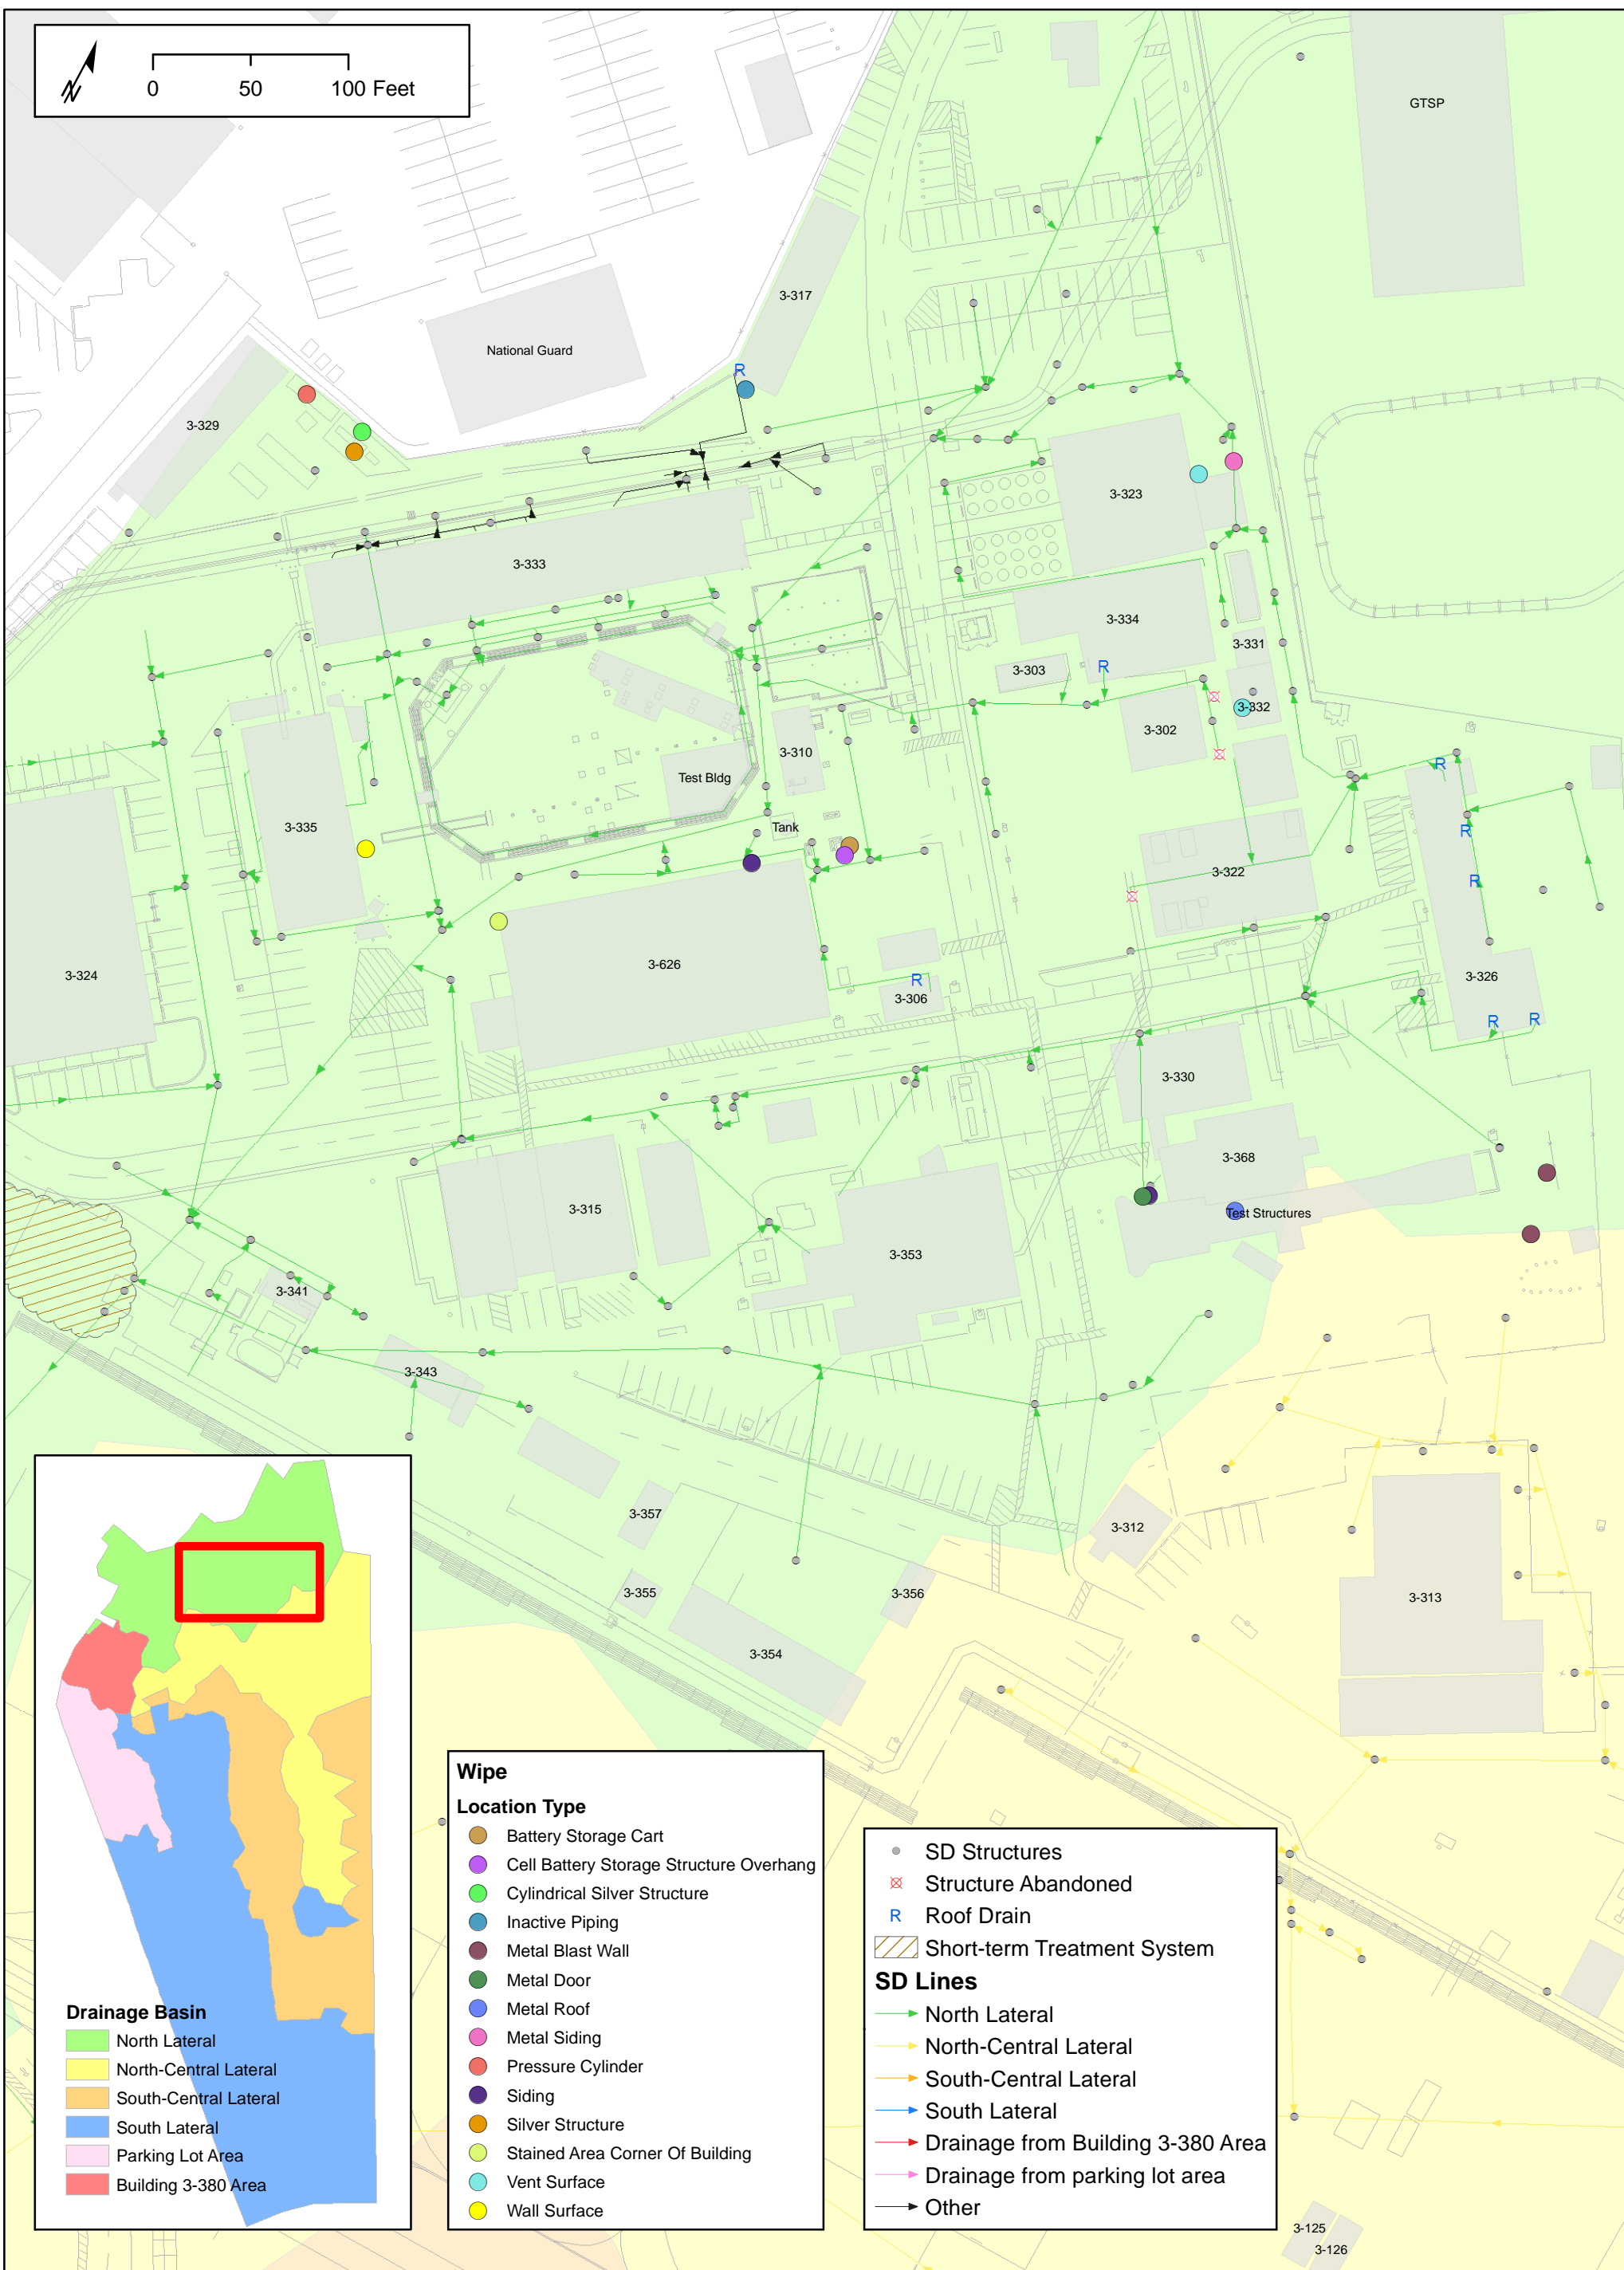 N
0 50 100 Feet
GTSP
3-317
National Guard
3-329
3-323
3-333
3-334
3-331
3-303
3-332
3-302
3-310
Test Bldg
Tank
3-335
3-322
3-324
3-626
3-326
3-306
3-330
3-368
3-315
Test Structures
3-353
3-341
3-343
3-357
3-312
3-355
3-356
3-313
3-354
R
R
R
R
R
R
R
R
Drainage Basin
North Lateral
North-Central Lateral
South-Central Lateral
South Lateral
Parking Lot Area
Building 3-380 Area
Wipe
Location Type
Battery Storage Cart
Cell Battery Storage Structure Overhang
Cylindrical Silver Structure
Inactive Piping
Metal Blast Wall
Metal Door
Metal Roof
Metal Siding
Pressure Cylinder
Siding
Silver Structure
Stained Area Corner Of Building
Vent Surface
Wall Surface
SD Structures
Structure Abandoned
R Roof Drain
Short-term Treatment System
SD Lines
North Lateral
North-Central Lateral
South-Central Lateral
South Lateral
Drainage from Building 3-380 Area
Drainage from parking lot area
Other
3-125
3-126